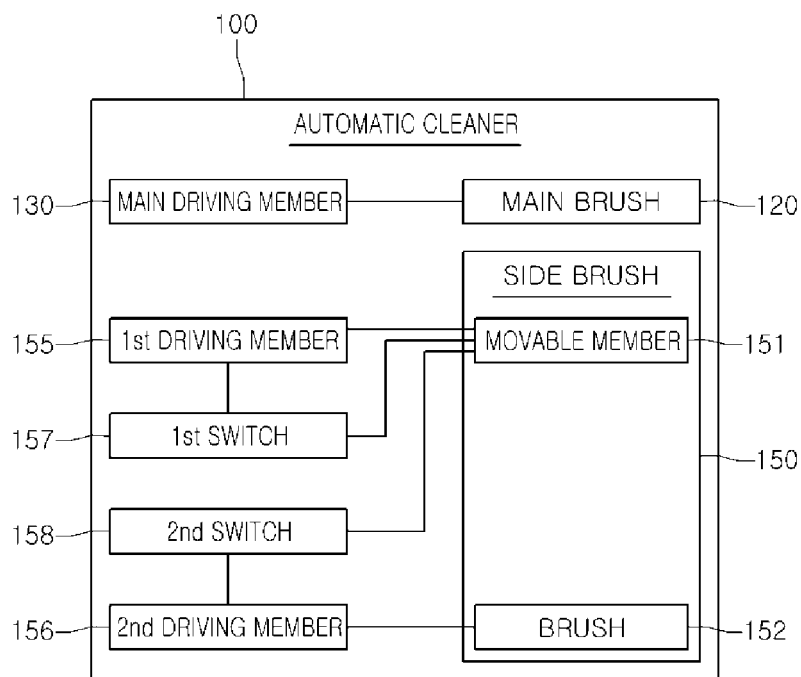 100
AUTOMATIC CLEANER
130 MAIN DRIVING MEMBER MAIN BRUSH 120
SIDE BRUSH
155 1st DRIVING MEMBER MOVABLE MEMBER 151
157 1st SWITCH 150
158 2nd SWITCH
156 2nd DRIVING MEMBER BRUSH 152